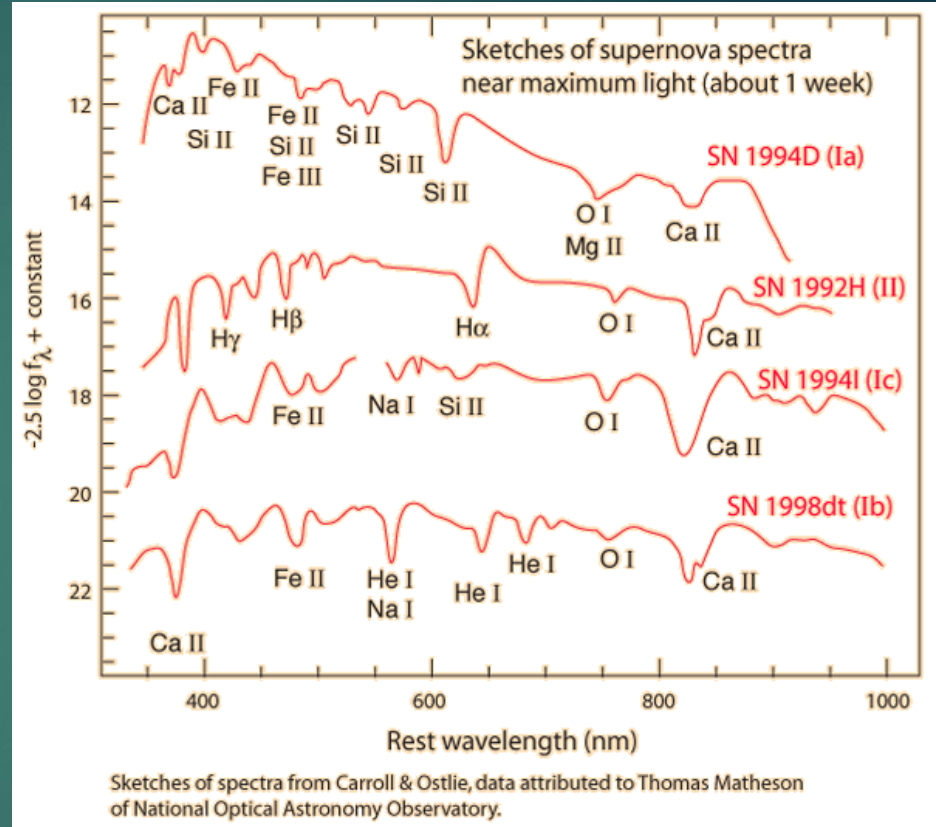 Sketches of supernova spectra
near maximum light (about 1 week)
12
14
16
18
20
22
-2.5 log fλ + constant
Ca II
Fe II
Si II
Fe II
Si II
Fe III
Si II
Si II
Si II
SN 1994D (Ia)
O I
Mg II
Ca II
SN 1992H (II)
Hγ
Hβ
Hα
O I
Ca II
SN 1994I (Ic)
Fe II
Na I
Si II
O I
Ca II
SN 1998dt (Ib)
Ca II
Fe II
He I
Na I
He I
He I
O I
Ca II
400
600
800
1000
Rest wavelength (nm)
Sketches of spectra from Carroll & Ostlie, data attributed to Thomas Matheson
of National Optical Astronomy Observatory.